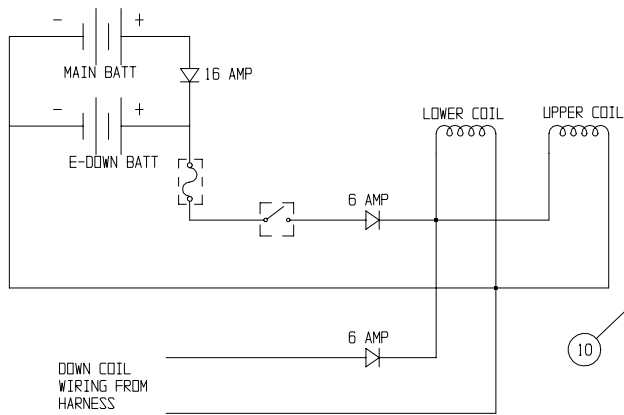 - +
MAIN BATT
16 AMP
- +
E-DOWN BATT
LOWER COIL
UPPER COIL
6 AMP
6 AMP
10
DOWN COIL
WIRING FROM
HARNESS